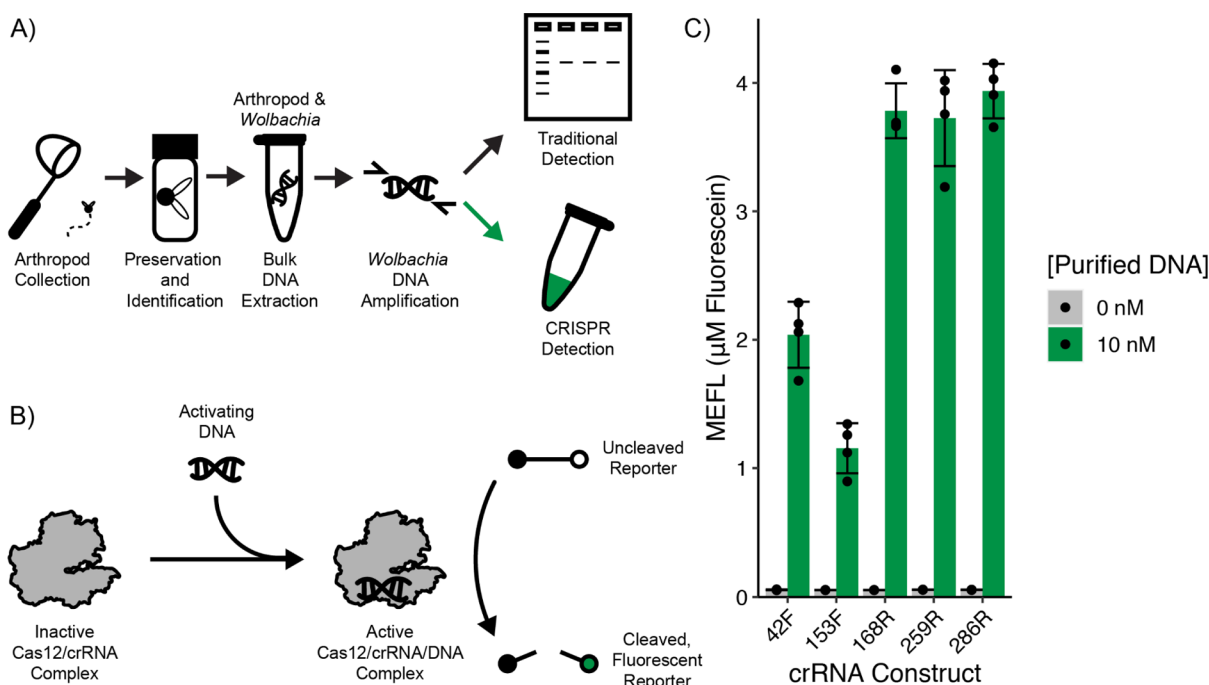 A)
Arthropod
Collection
Preservation
and
Identification
Arthropod &
Wolbachia
Bulk
DNA
Extraction
Wolbachia
DNA
Amplification
Traditional
Detection
CRISPR
Detection
B)
Activating
DNA
Inactive
Cas12/crRNA
Complex
Active
Cas12/crRNA/DNA
Complex
Uncleaved
Reporter
Cleaved,
Fluorescent
Reporter
C)
MEFL (µM Fluorescein)
4
3
2
1
0
42F
153F
168R
259R
286R
crRNA Construct
[Purified DNA]
0 nM
10 nM